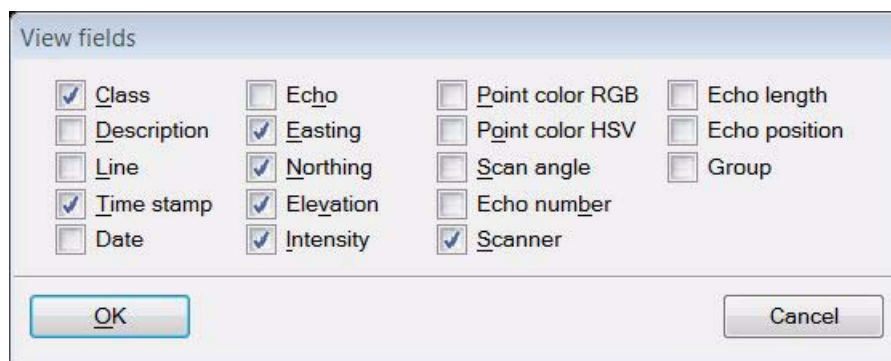 View fields
Class Echo Point color RGB Echo length
Description Easting Point color HSV Echo position
Line Northing Scan angle Group
Time stamp Elevation Echo number
Date Intensity Scanner
OK Cancel